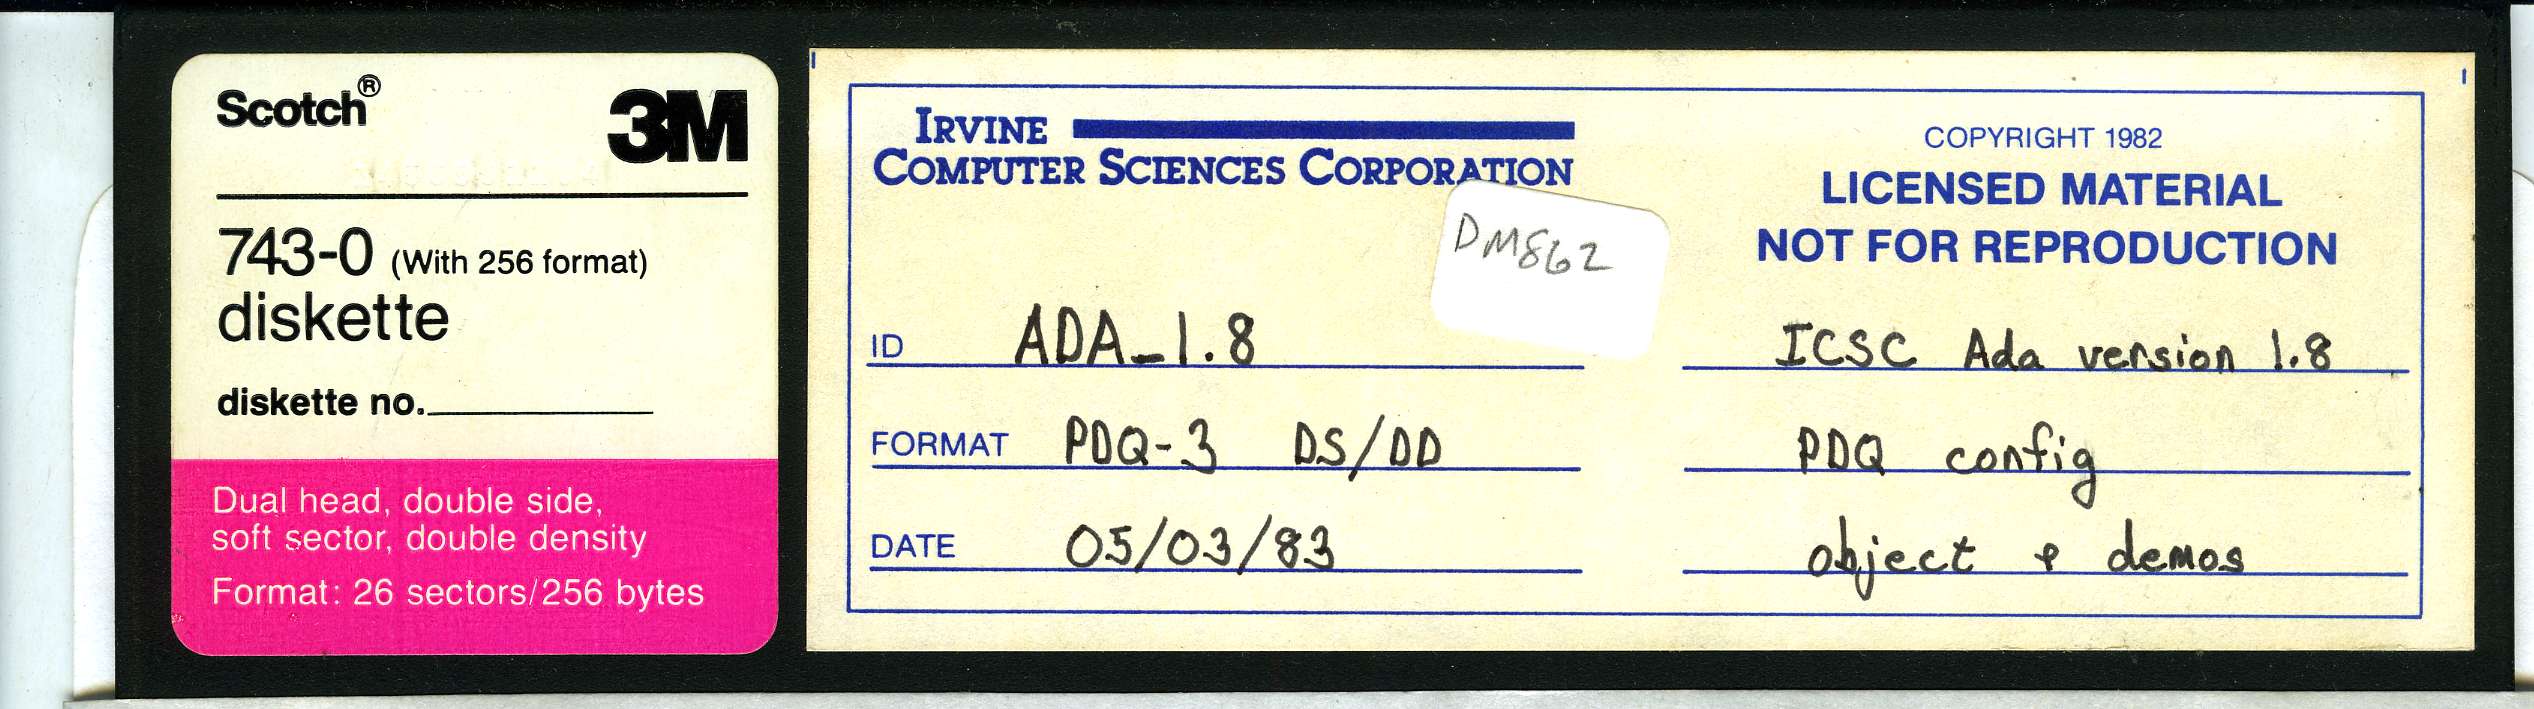 Scotch® 3M
743-0 (With 256 format)
diskette
diskette no.
Dual head, double side,
soft sector, double density
Format: 26 sectors/256 bytes
IRVINE
COMPUTER SCIENCES CORPORATION
DM862
ID ADA_1.8
FORMAT PDQ-3 DS/DD
DATE 05/03/83
COPYRIGHT 1982
LICENSED MATERIAL
NOT FOR REPRODUCTION
ICSC Ada version 1.8
PDQ config
object & demos